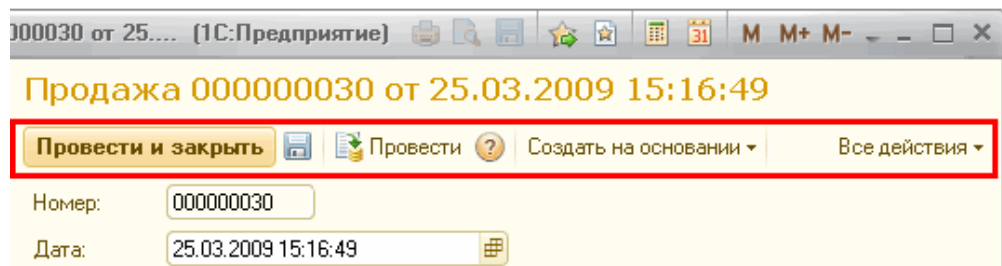 000030 от 25.... (1С:Предприятие) 31 M M+ M-
Продажа 000000030 от 25.03.2009 15:16:49
Провести и закрыть Провести ? Создать на основании Все действия
Номер: 000000030
Дата: 25.03.2009 15:16:49